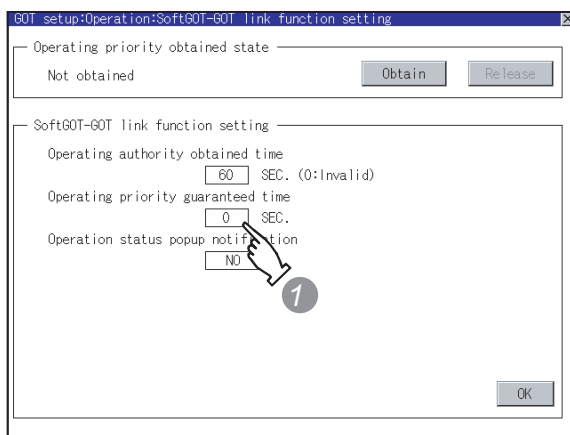 GOT setup:Operation:SoftGOT-GOT link function setting
Operating priority obtained state
Not obtained
Obtain
Release
SoftGOT-GOT link function setting
Operating authority obtained time
60 SEC. (0:Invalid)
Operating priority guaranteed time
0 SEC.
Operation status popup notification
NO
1
OK